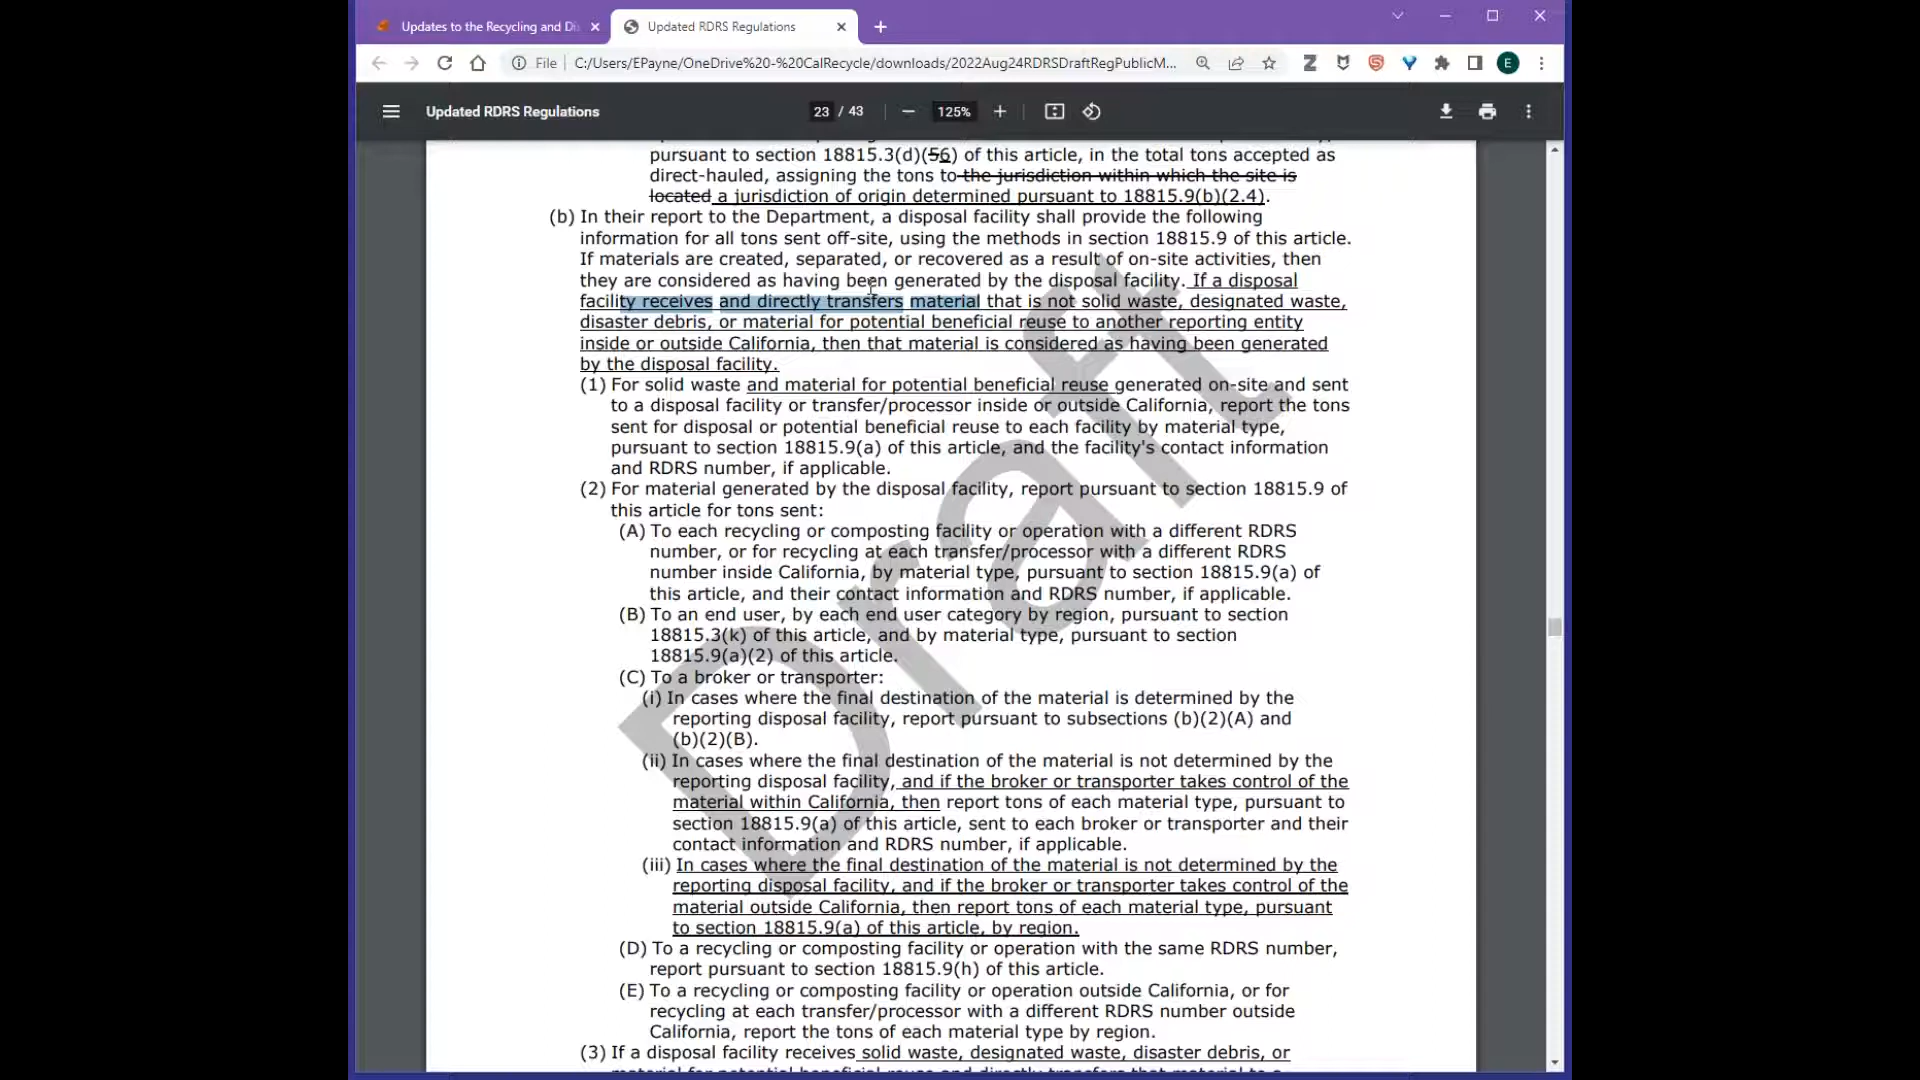 Updates to the Recycling and Di
Updated RDRS Regulations
File C:/Users/EPayne/OneDrive%20-%20CalRecycle/downloads/2022Aug24RDRSDraftRegPublicM...
E
Updated RDRS Regulations
23 / 43
125%
pursuant to section 18815.3(d)(56) of this article, in the total tons accepted as
direct-hauled, assigning the tons to the jurisdiction within which the site is
located a jurisdiction of origin determined pursuant to 18815.9(b)(2.4).
(b) In their report to the Department, a disposal facility shall provide the following
information for all tons sent off-site, using the methods in section 18815.9 of this article.
If materials are created, separated, or recovered as a result of on-site activities, then
they are considered as having been generated by the disposal facility. If a disposal
facility receives and directly transfers material that is not solid waste, designated waste,
disaster debris, or material for potential beneficial reuse to another reporting entity
inside or outside California, then that material is considered as having been generated
by the disposal facility.
(1) For solid waste and material for potential beneficial reuse generated on-site and sent
to a disposal facility or transfer/processor inside or outside California, report the tons
sent for disposal or potential beneficial reuse to each facility by material type,
pursuant to section 18815.9(a) of this article, and the facility's contact information
and RDRS number, if applicable.
(2) For material generated by the disposal facility, report pursuant to section 18815.9 of
this article for tons sent:
(A) To each recycling or composting facility or operation with a different RDRS
number, or for recycling at each transfer/processor with a different RDRS
number inside California, by material type, pursuant to section 18815.9(a) of
this article, and their contact information and RDRS number, if applicable.
(B) To an end user, by each end user category by region, pursuant to section
18815.3(k) of this article, and by material type, pursuant to section
18815.9(a)(2) of this article.
(C) To a broker or transporter:
(i) In cases where the final destination of the material is determined by the
reporting disposal facility, report pursuant to subsections (b)(2)(A) and
(b)(2)(B).
(ii) In cases where the final destination of the material is not determined by the
reporting disposal facility, and if the broker or transporter takes control of the
material within California, then report tons of each material type, pursuant to
section 18815.9(a) of this article, sent to each broker or transporter and their
contact information and RDRS number, if applicable.
(iii) In cases where the final destination of the material is not determined by the
reporting disposal facility, and if the broker or transporter takes control of the
material outside California, then report tons of each material type, pursuant
to section 18815.9(a) of this article, by region.
(D) To a recycling or composting facility or operation with the same RDRS number,
report pursuant to section 18815.9(h) of this article.
(E) To a recycling or composting facility or operation outside California, or for
recycling at each transfer/processor with a different RDRS number outside
California, report the tons of each material type by region.
(3) If a disposal facility receives solid waste, designated waste, disaster debris, or
Draft